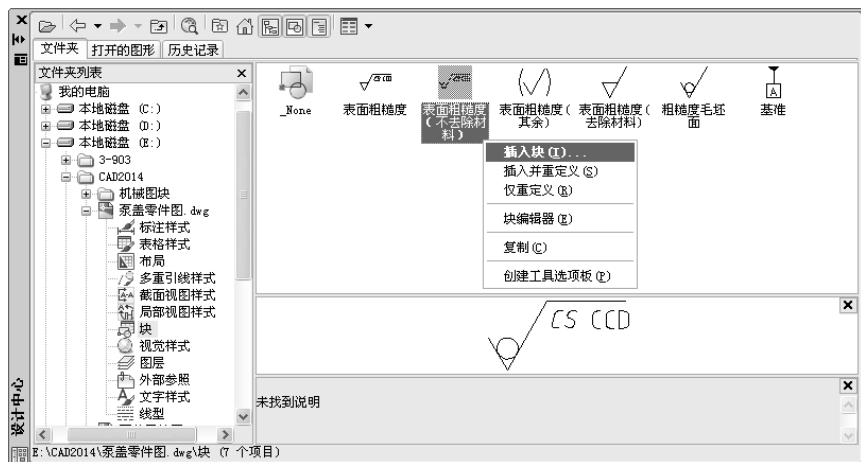 文件夹 打开的图形 历史记录
文件夹列表
我的电脑
本地磁盘 (C:)
本地磁盘 (D:)
本地磁盘 (E:)
3-903
CAD2014
机械图块
泵盖零件图.dwg
标注样式
表格样式
布局
多重引线样式
截面视图样式
局部视图样式
块
视觉样式
图层
外部参照
文字样式
线型
_None
表面粗糙度
表面粗糙度
(不去除材
料)
表面粗糙度(
其余)
表面粗糙度(
去除材料)
粗糙度毛坯
面
A
基准
插入块(I)...
插入并重定义(S)
仅重定义(R)
块编辑器(E)
复制(C)
创建工具选项板(P)
CS CCD
未找到说明
设计中心
E:\CAD2014\泵盖零件图.dwg\块 (7 个项目)